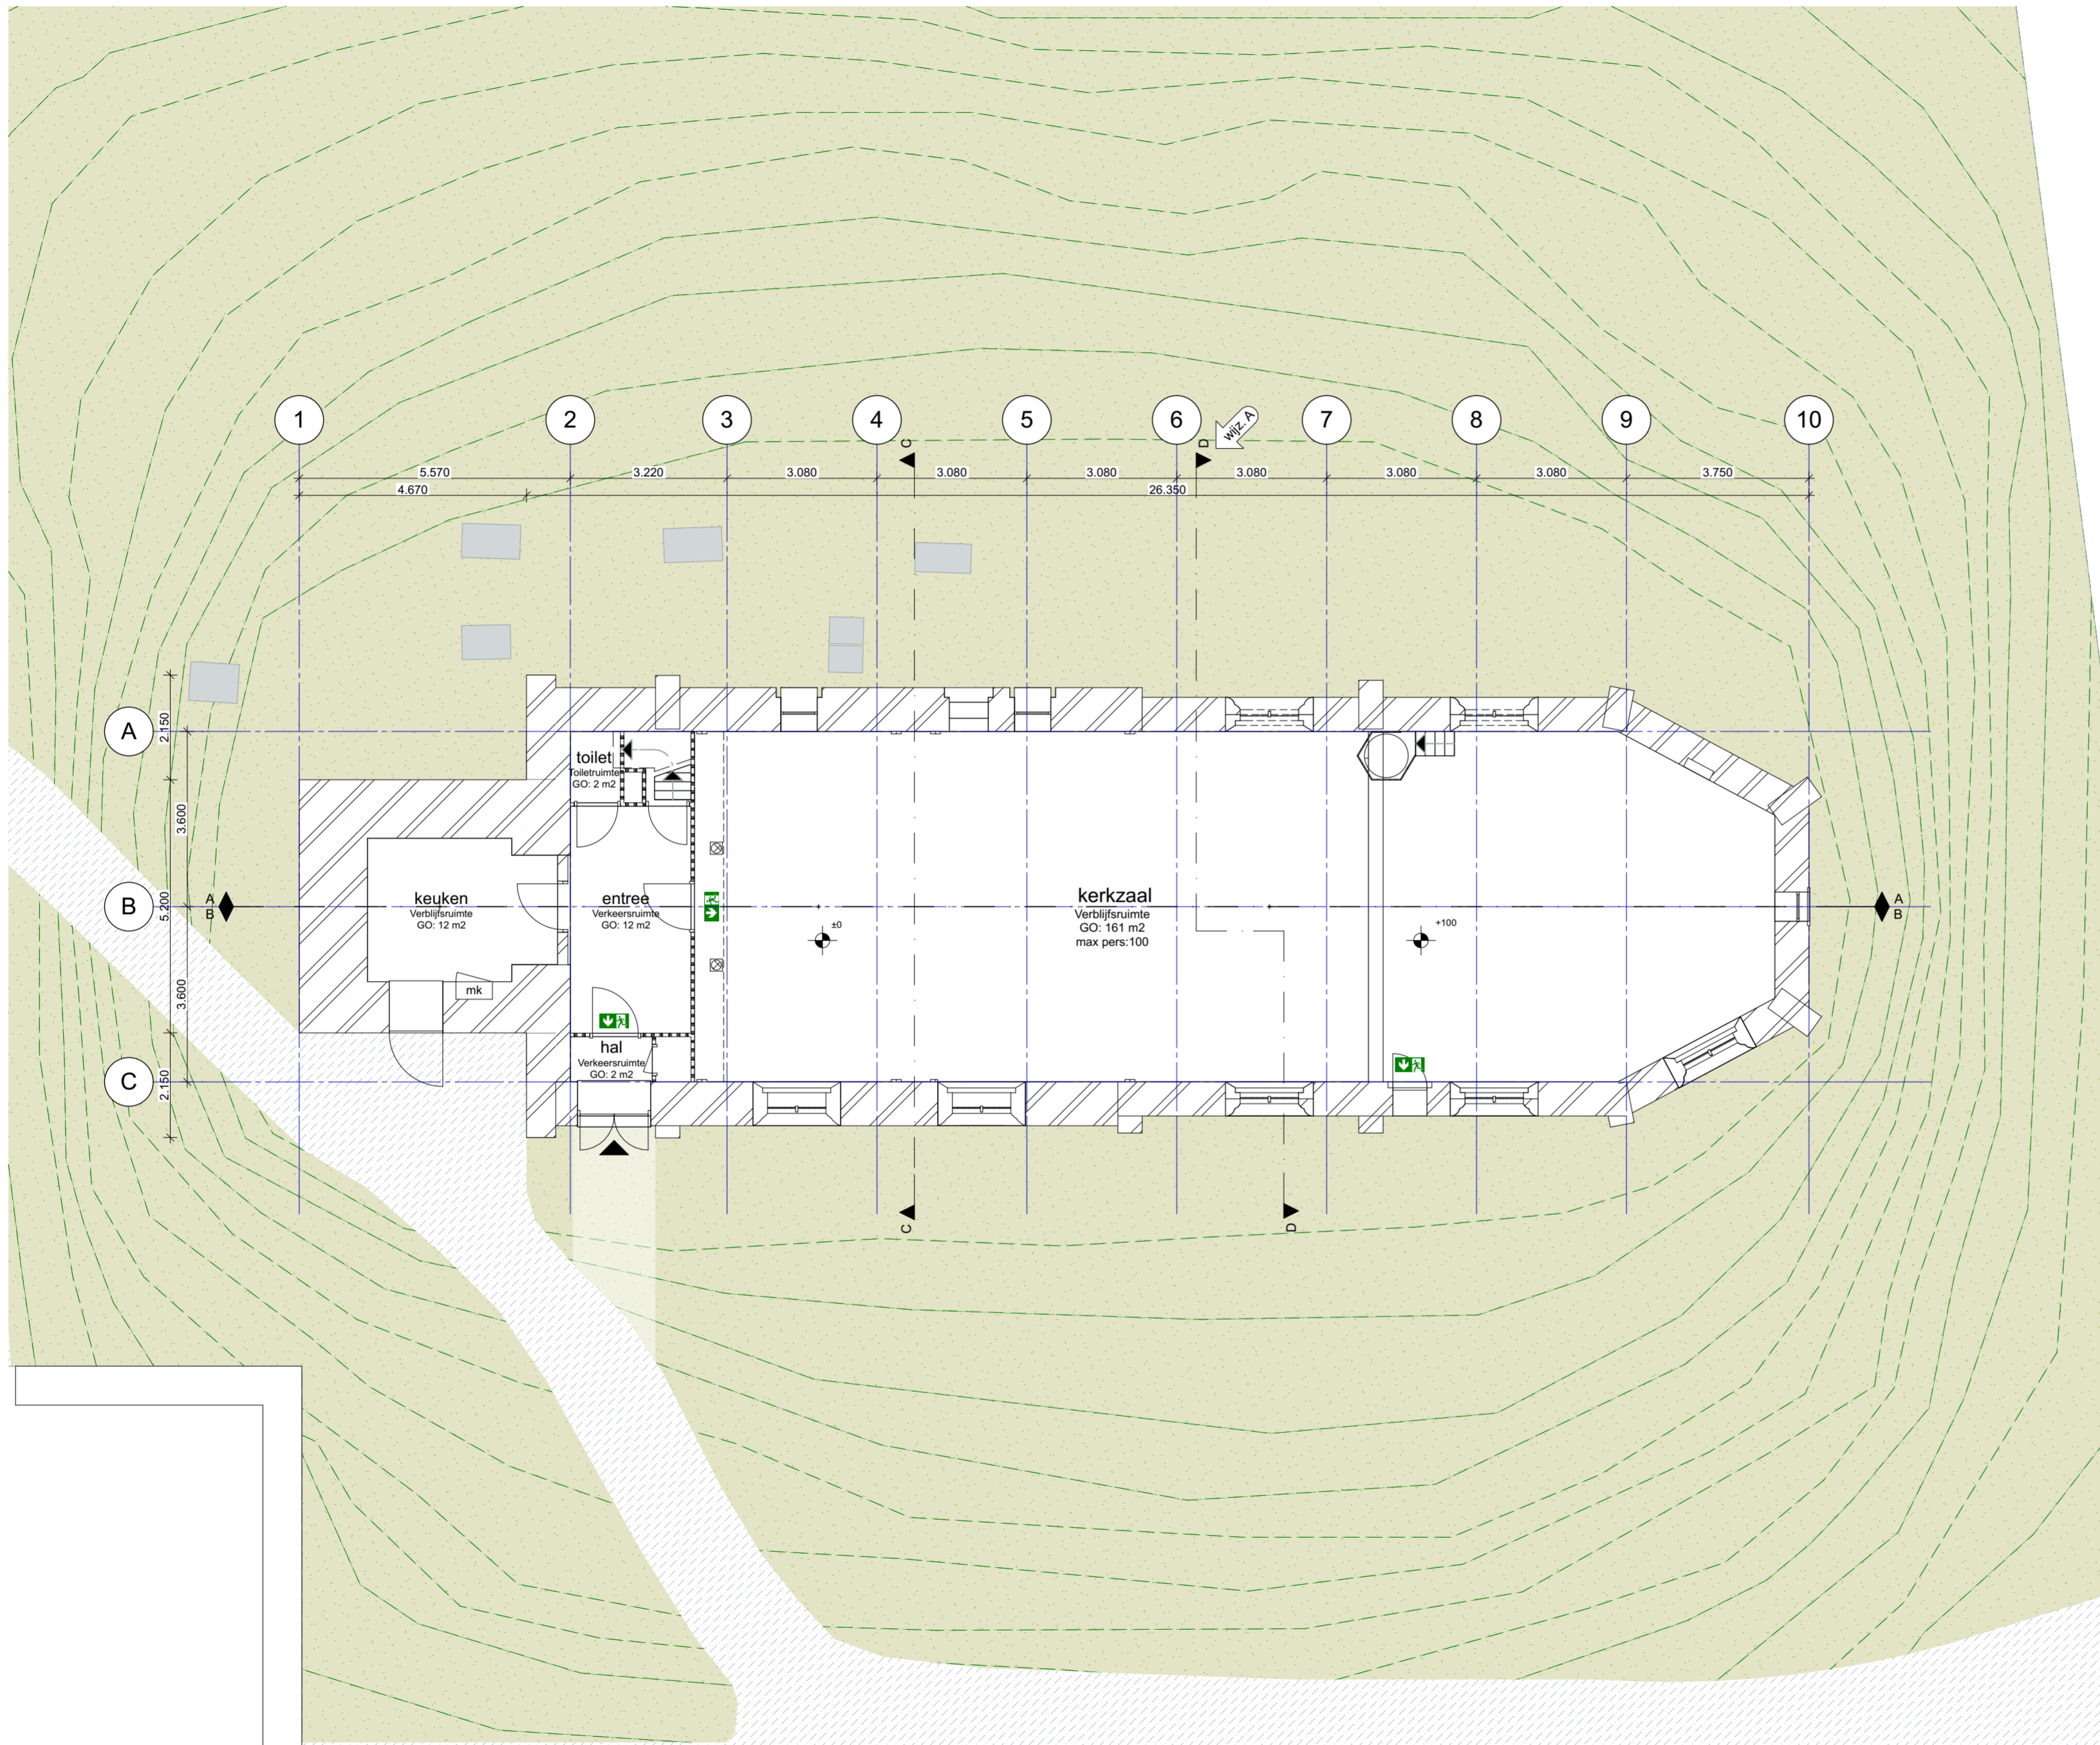 1
2
3
4
5
6
7
8
9
10
wijz. A
C
D
5.570
3.220
3.080
3.080
3.080
3.080
3.080
3.080
3.750
4.670
26.350
A
B
C
2.150
3.600
5.200
3.600
2.150
toilet
Toiletruimte
GO: 2 m2
keuken
Verblijfsruimte
GO: 12 m2
entree
Verkeersruimte
GO: 12 m2
kerkzaal
Verblijfsruimte
GO: 161 m2
max pers:100
±0
+100
A
B
A
B
mk
hal
Verkeersruimte
GO: 2 m2
C
D